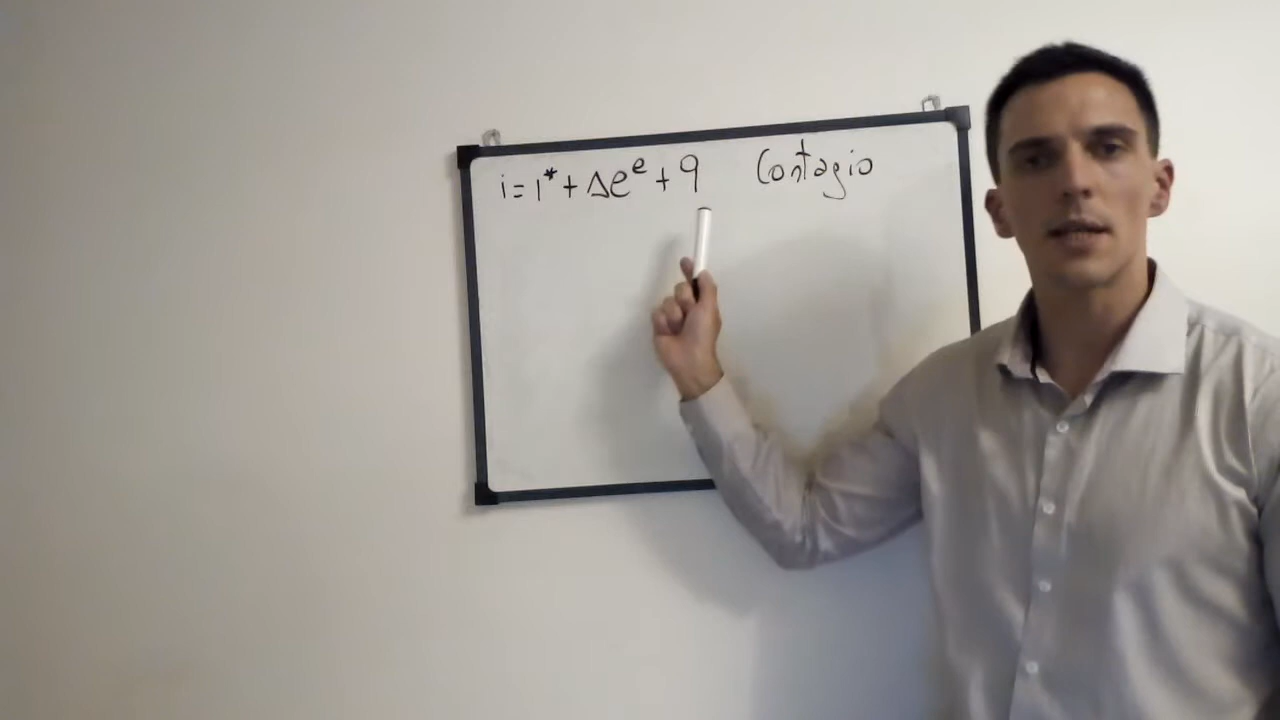 i = i* + Δe^e + q Contagio